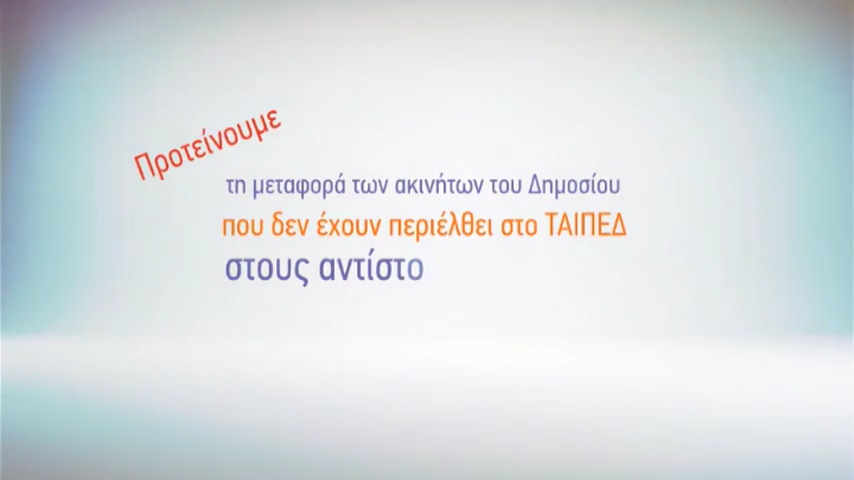 Προτείνουμε
τη μεταφορά των ακινήτων του Δημοσίου
που δεν έχουν περιέλθει στο ΤΑΙΠΕΔ
στους αντίστο